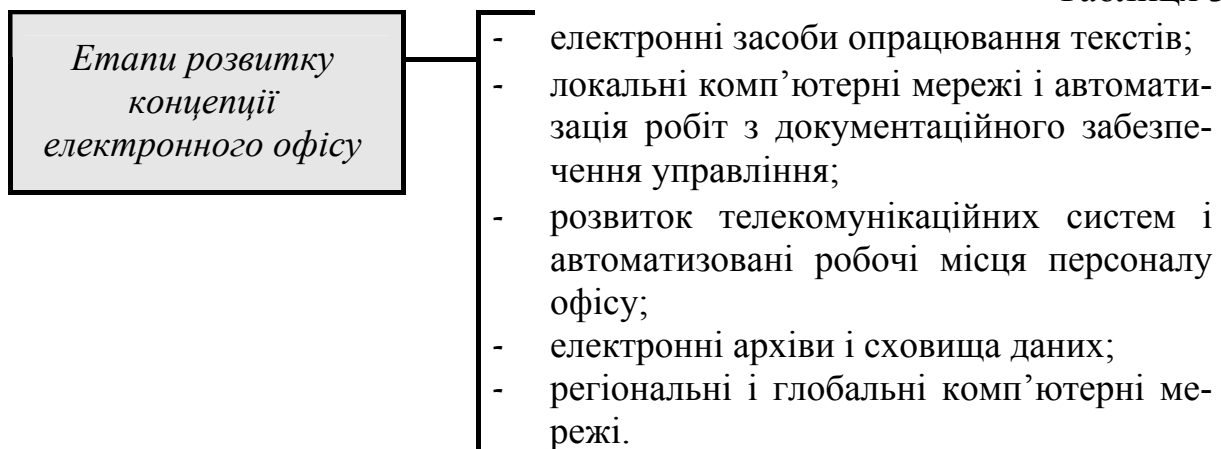 Етапи розвитку
концепції
електронного офісу
- електронні засоби опрацювання текстів;
- локальні комп’ютерні мережі і автомати-
зація робіт з документаційного забезпе-
чення управління;
- розвиток телекомунікаційних систем і
автоматизовані робочі місця персоналу
офісу;
- електронні архіви і сховища даних;
- регіональні і глобальні комп’ютерні ме-
режі.